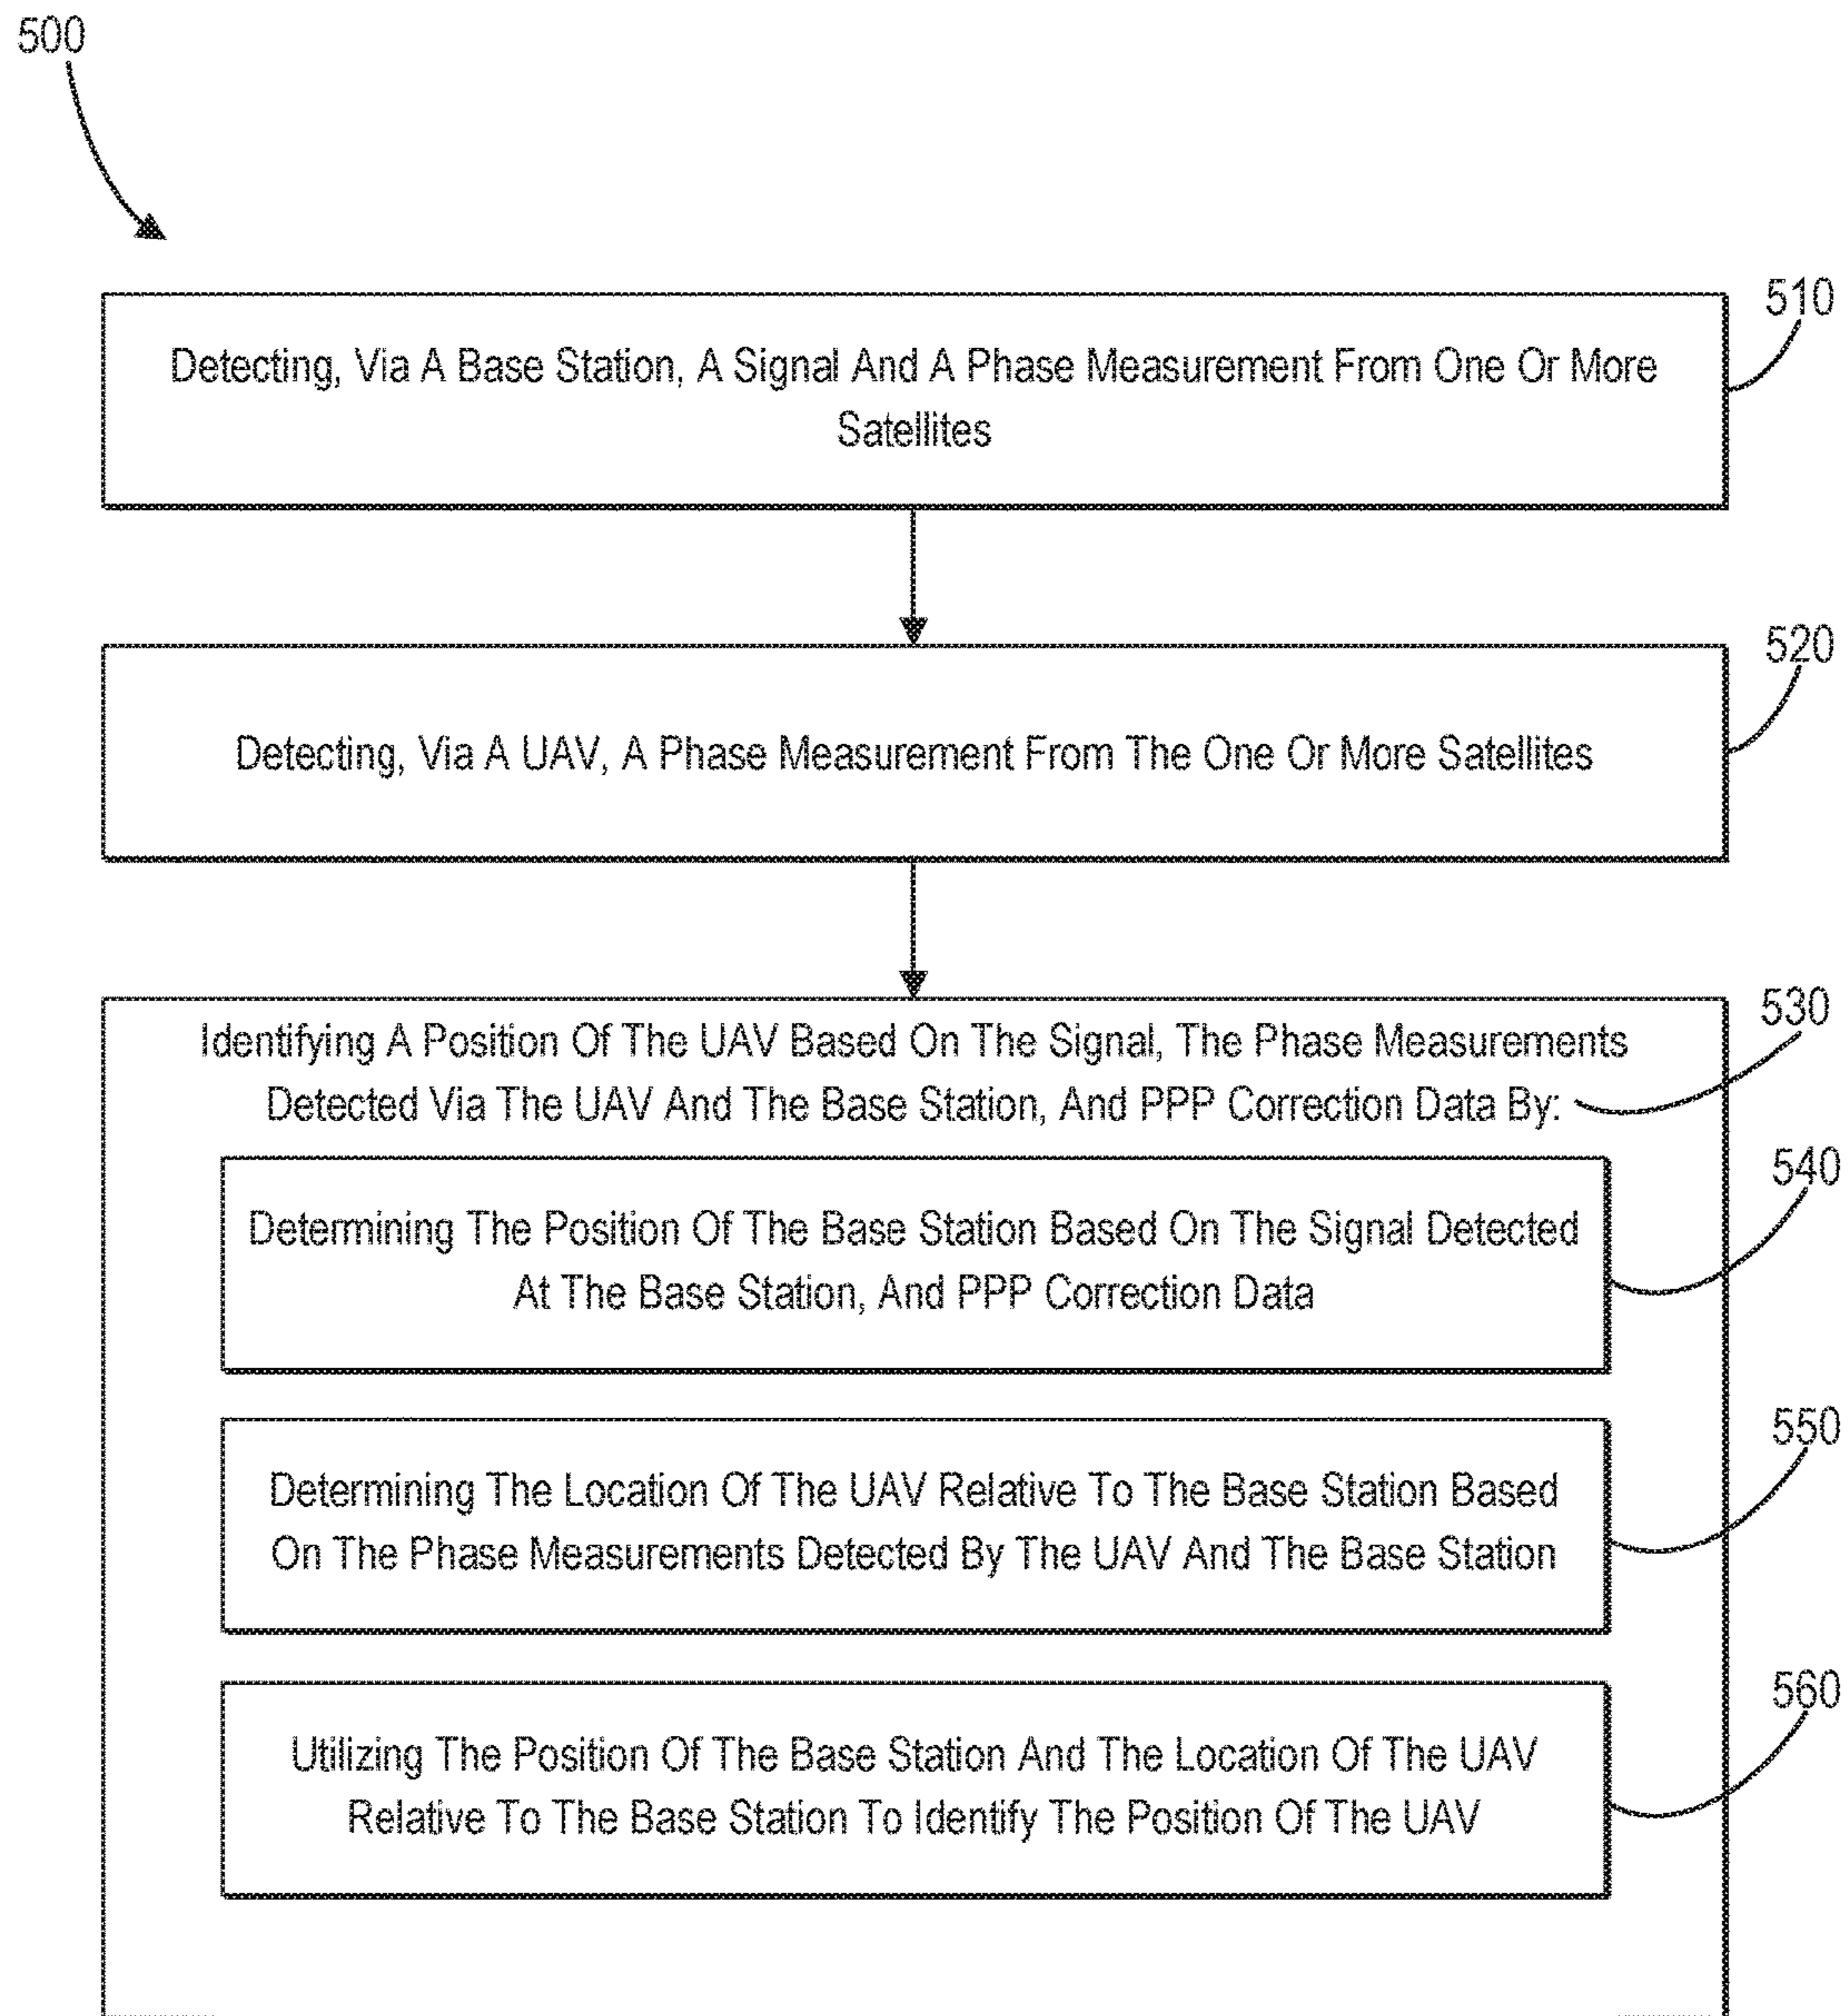 500
510
Detecting, Via A Base Station, A Signal And A Phase Measurement From One Or More
Satellites
520
Detecting, Via A UAV, A Phase Measurement From The One Or More Satellites
530
Identifying A Position Of The UAV Based On The Signal, The Phase Measurements
Detected Via The UAV And The Base Station, And PPP Correction Data By:
540
Determining The Position Of The Base Station Based On The Signal Detected
At The Base Station, And PPP Correction Data
550
Determining The Location Of The UAV Relative To The Base Station Based
On The Phase Measurements Detected By The UAV And The Base Station
560
Utilizing The Position Of The Base Station And The Location Of The UAV
Relative To The Base Station To Identify The Position Of The UAV